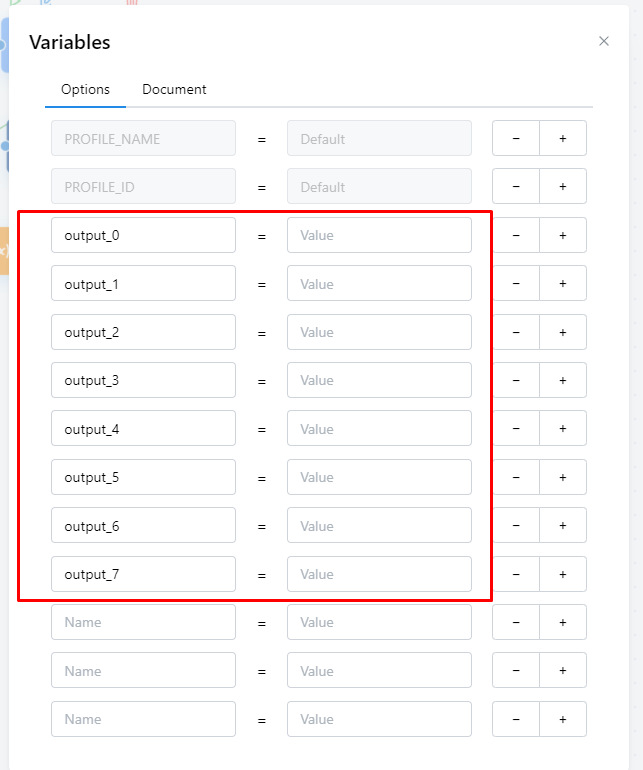 Variables ×
Options Document
PROFILE_NAME = Default − +
PROFILE_ID = Default − +
output_0 = Value − +
output_1 = Value − +
output_2 = Value − +
output_3 = Value − +
output_4 = Value − +
output_5 = Value − +
output_6 = Value − +
output_7 = Value − +
Name = Value − +
Name = Value − +
Name = Value − +